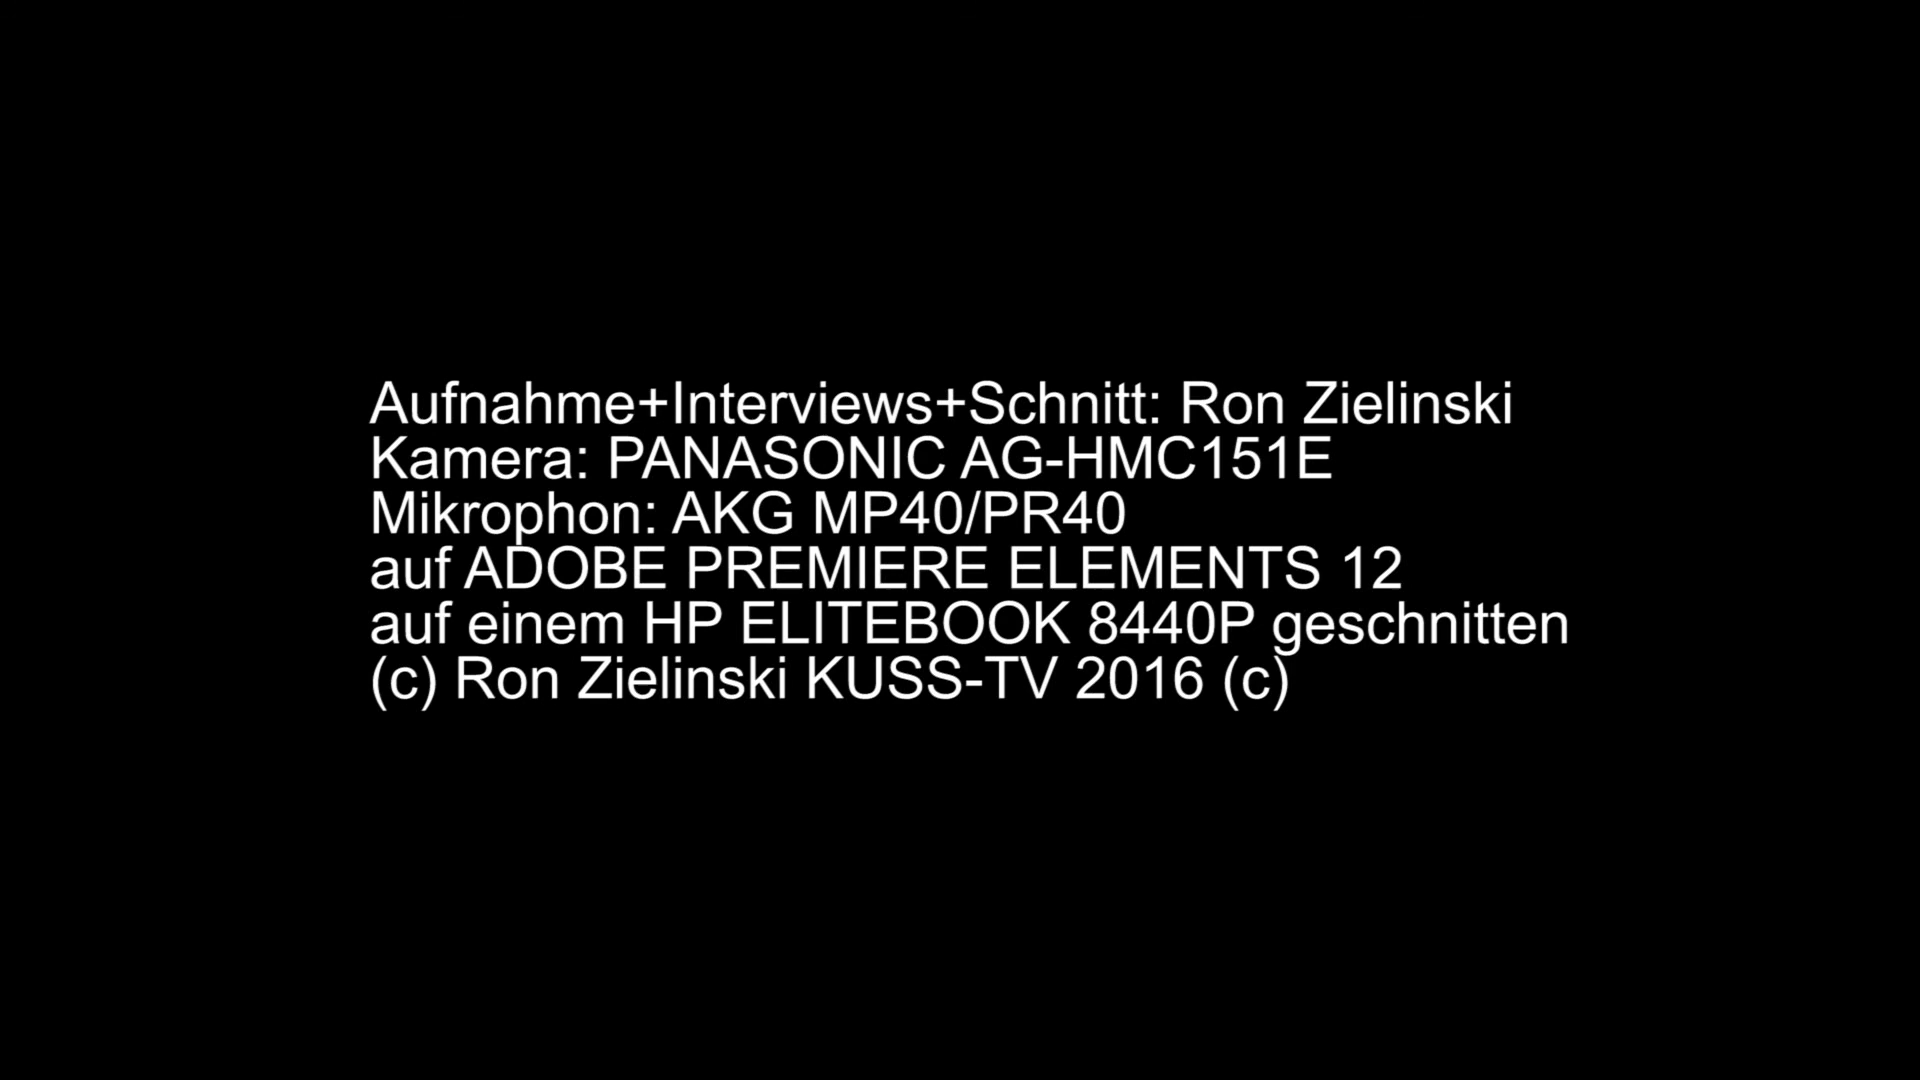 Aufnahme+Interviews+Schnitt: Ron Zielinski
Kamera: PANASONIC AG-HMC151E
Mikrophon: AKG MP40/PR40
auf ADOBE PREMIERE ELEMENTS 12
auf einem HP ELITEBOOK 8440P geschnitten
(c) Ron Zielinski KUSS-TV 2016 (c)